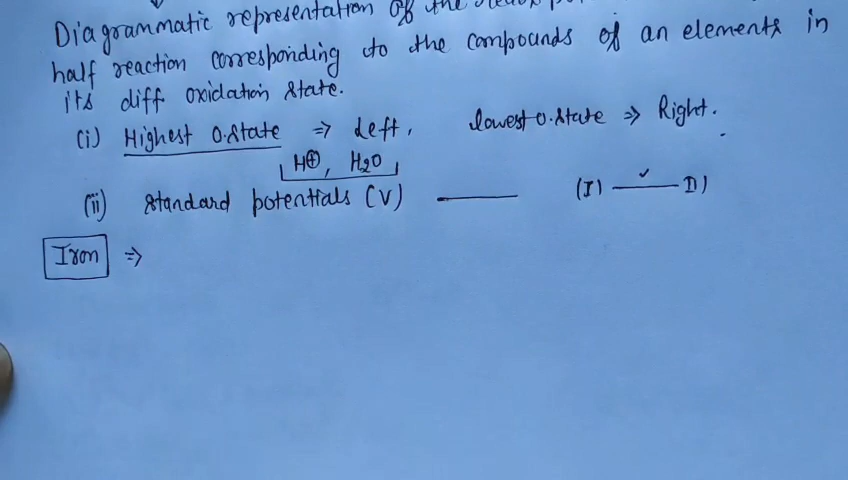 Diagrammatic representation of the
half reaction corresponding to the compounds of an elements in
its diff oxidation state.
(i) Highest O.State ⇒ Left, lowest O.State ⇒ Right.
H⊕, H2O
(ii) Standard potentials (V) (I) ✓ II)
Iron ⇒